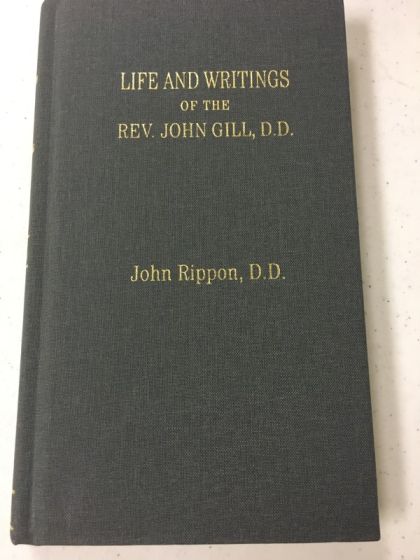 LIFE AND WRITINGS
OF THE
REV. JOHN GILL, D.D.
John Rippon, D.D.